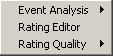 Event Analysis
Rating Editor
Rating Quality